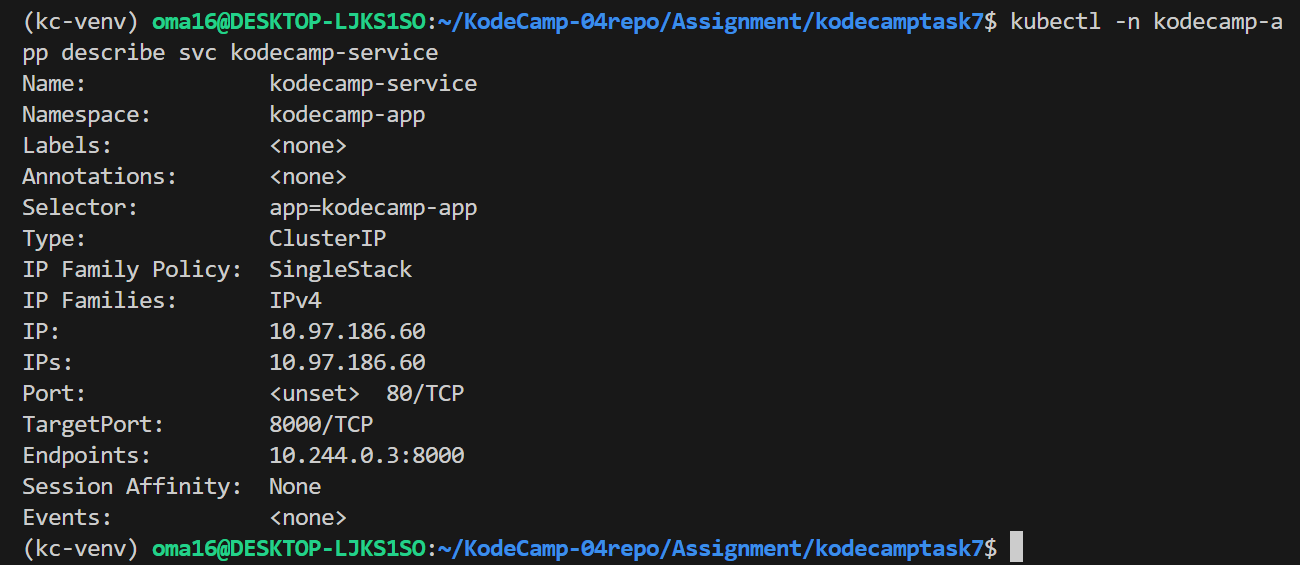 (kc-venv) oma16@DESKTOP-LJKS1SO:~/KodeCamp-04repo/Assignment/kodecamptask7$ kubectl -n kodecamp-a
pp describe svc kodecamp-service
Name:              kodecamp-service
Namespace:         kodecamp-app
Labels:            <none>
Annotations:       <none>
Selector:          app=kodecamp-app
Type:              ClusterIP
IP Family Policy:  SingleStack
IP Families:       IPv4
IP:                10.97.186.60
IPs:               10.97.186.60
Port:              <unset>  80/TCP
TargetPort:        8000/TCP
Endpoints:         10.244.0.3:8000
Session Affinity:  None
Events:            <none>
(kc-venv) oma16@DESKTOP-LJKS1SO:~/KodeCamp-04repo/Assignment/kodecamptask7$